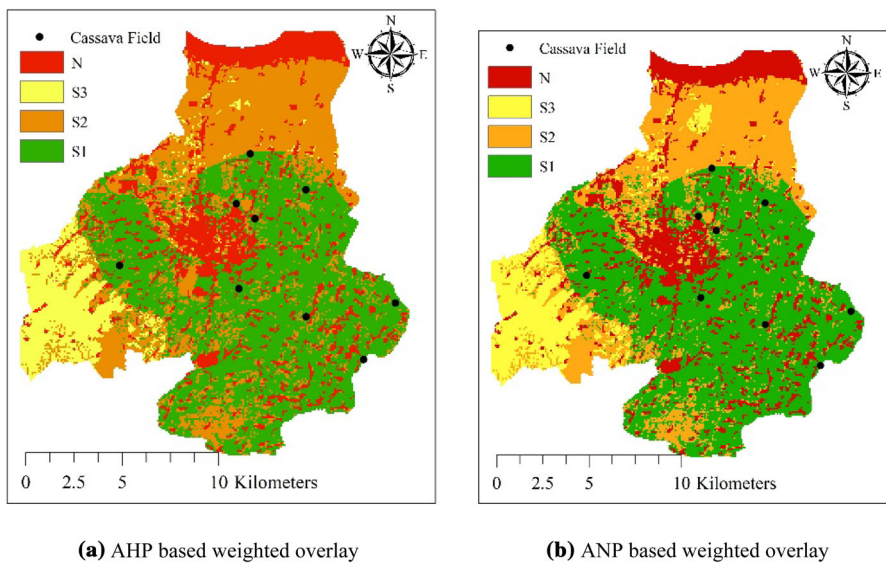 Cassava Field
N
S3
S2
S1
N
W E
S
0 2.5 5 10 Kilometers
(a) AHP based weighted overlay
Cassava Field
N
S3
S2
S1
N
W E
S
0 2.5 5 10 Kilometers
(b) ANP based weighted overlay